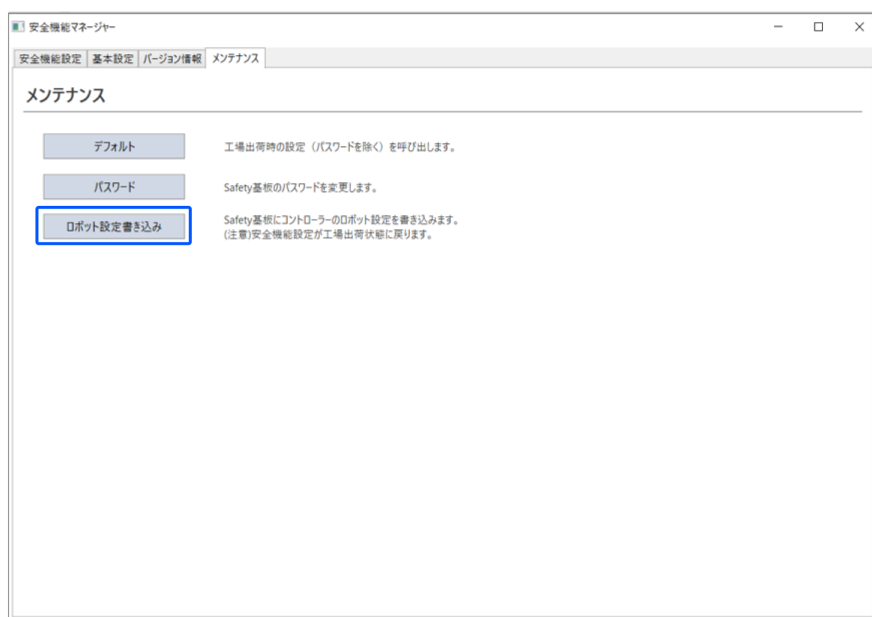 安全機能マネージャー
安全機能設定 基本設定 バージョン情報 メンテナンス
メンテナンス
デフォルト 工場出荷時の設定（パスワードを除く）を呼び出します。
パスワード Safety基板のパスワードを変更します。
ロボット設定書き込み Safety基板にコントローラーのロボット設定を書き込みます。
(注意)安全機能設定が工場出荷状態に戻ります。